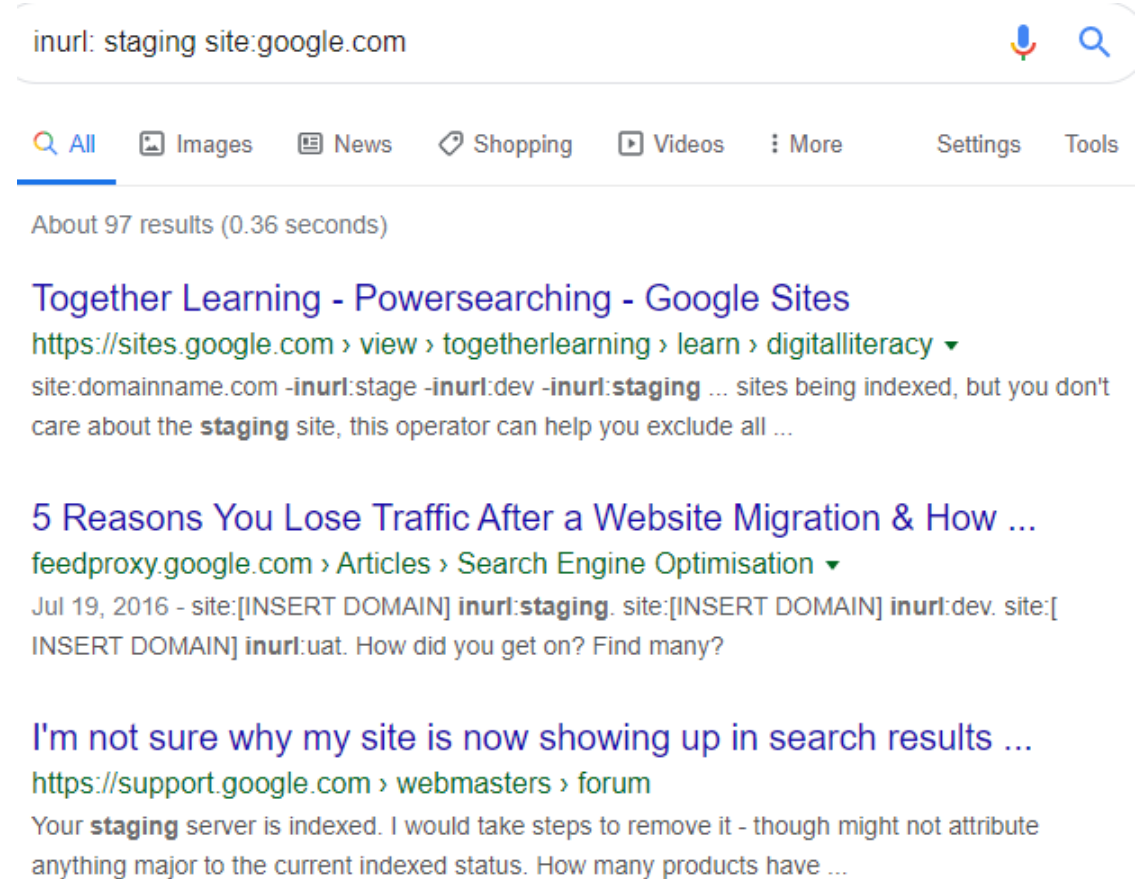 inurl: staging site:google.com
All Images News Shopping Videos More Settings Tools
About 97 results (0.36 seconds)
Together Learning - Powersearching - Google Sites
https://sites.google.com › view › togetherlearning › learn › digitalliteracy
site:domainname.com -inurl:stage -inurl:dev -inurl:staging ... sites being indexed, but you don't
care about the staging site, this operator can help you exclude all ...
5 Reasons You Lose Traffic After a Website Migration & How ...
feedproxy.google.com › Articles › Search Engine Optimisation
Jul 19, 2016 - site:[INSERT DOMAIN] inurl:staging. site:[INSERT DOMAIN] inurl:dev. site:[
INSERT DOMAIN] inurl:uat. How did you get on? Find many?
I'm not sure why my site is now showing up in search results ...
https://support.google.com › webmasters › forum
Your staging server is indexed. I would take steps to remove it - though might not attribute
anything major to the current indexed status. How many products have ...